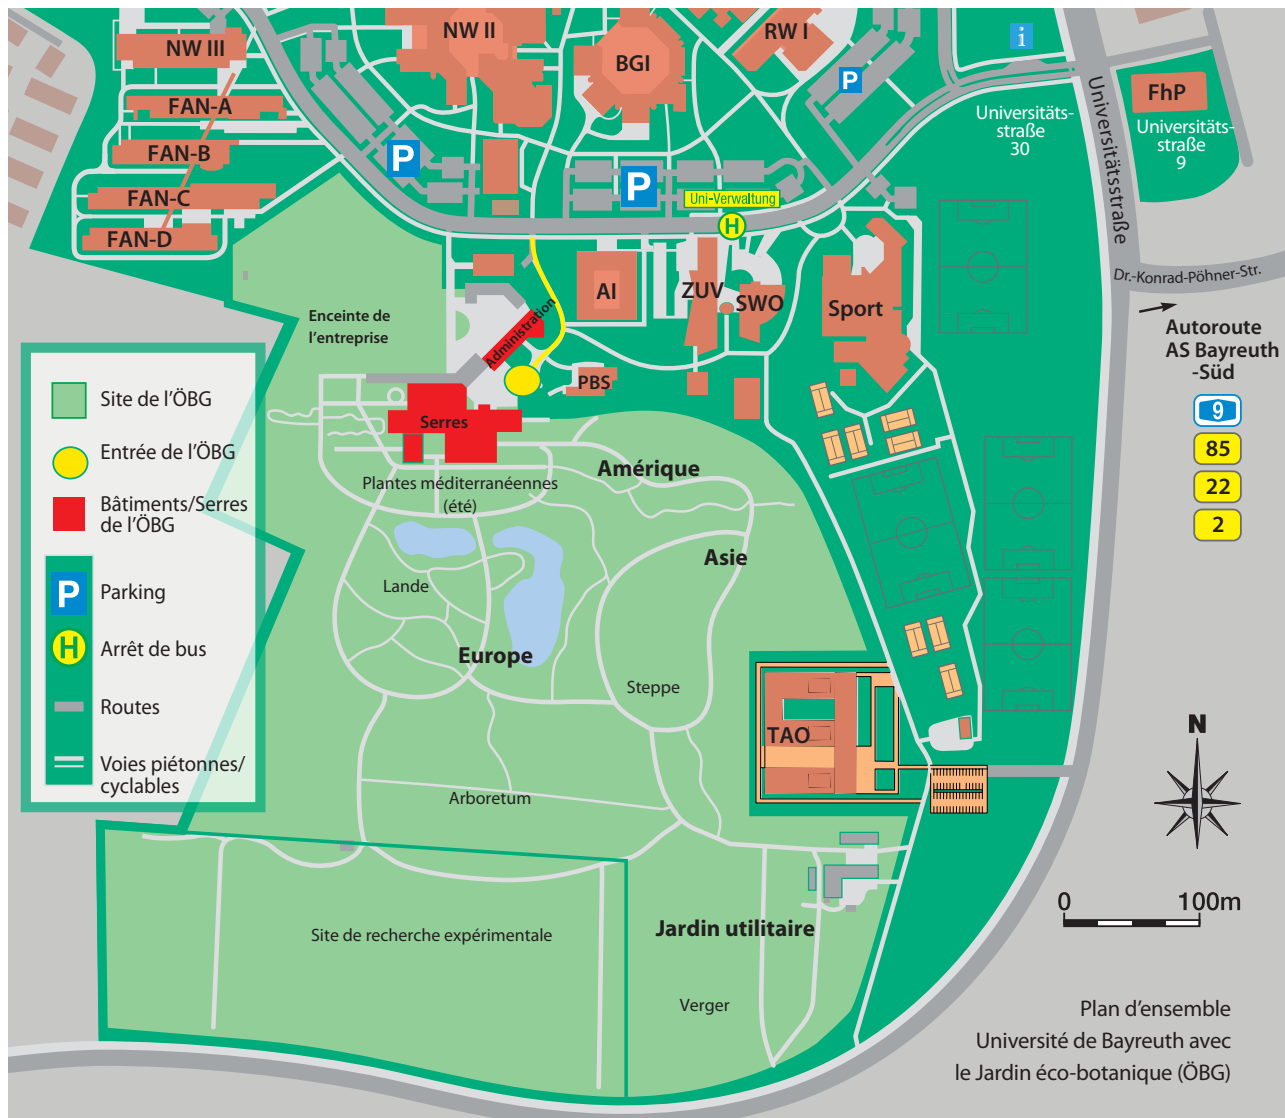 NW III
NW II
BGI
RW I
i
FhP
FAN-A
FAN-B
FAN-C
FAN-D
P
P
P
Universitäts-
straße
30
Universitäts-
straße
9
Universitätsstraße
Uni-Verwaltung
H
Dr.-Konrad-Pöhner-Str.
AI
ZUV
SWO
Sport
PBS
Administration
Enceinte de
l'entreprise
Autoroute
AS Bayreuth
-Süd
9
85
22
2
Site de l'ÖBG
Entrée de l'ÖBG
Bâtiments/Serres
de l'ÖBG
P
Parking
H
Arrêt de bus
Routes
Voies piétonnes/
cyclables
Serres
Plantes méditerranéennes
(été)
Amérique
Asie
Lande
Europe
Steppe
TAO
Arboretum
N
0 100m
Site de recherche expérimentale
Jardin utilitaire
Verger
Plan d'ensemble
Université de Bayreuth avec
le Jardin éco-botanique (ÖBG)